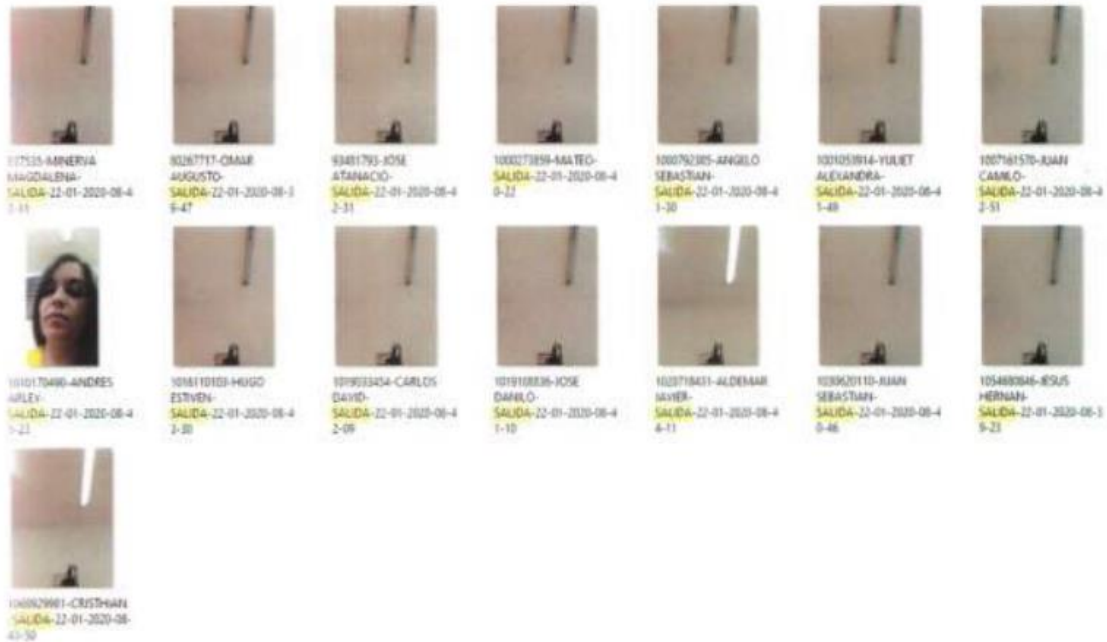 MINERVA
MAGDALENA-
SALIDA-22-01-2020-08-4
80267717-OMAR
AUGUSTO-
SALIDA-22-01-2020-08-3
9-47
93481793-JOSE
ATANACIO-
SALIDA-22-01-2020-08-4
2-31
1000273859-MATEO-
SALIDA-22-01-2020-08-4
0-22
1000792385-ANGELO
SEBASTIAN-
SALIDA-22-01-2020-08-4
1-30
1001053914-YULIET
ALEXANDRA-
SALIDA-22-01-2020-08-4
1-49
1007161570-JUAN
CAMILO-
SALIDA-22-01-2020-08-4
2-51
1010170490-ANDRES
ARLEY-
SALIDA-22-01-2020-08-4
1016110103-HUGO
ESTIVEN-
SALIDA-22-01-2020-08-4
1019033454-CARLOS
DAVID-
SALIDA-22-01-2020-08-4
2-09
JOSE
DANILO-
SALIDA-22-01-2020-08-4
1-10
1020718431-ALDEMAR
JAVIER-
SALIDA-22-01-2020-08-4
4-11
1030620110-JUAN
SEBASTIAN-
SALIDA-22-01-2020-08-4
0-46
1054680846-JESUS
HERNAN-
SALIDA-22-01-2020-08-3
9-23
CRISTHIAN
-SALIDA-22-01-2020-08-